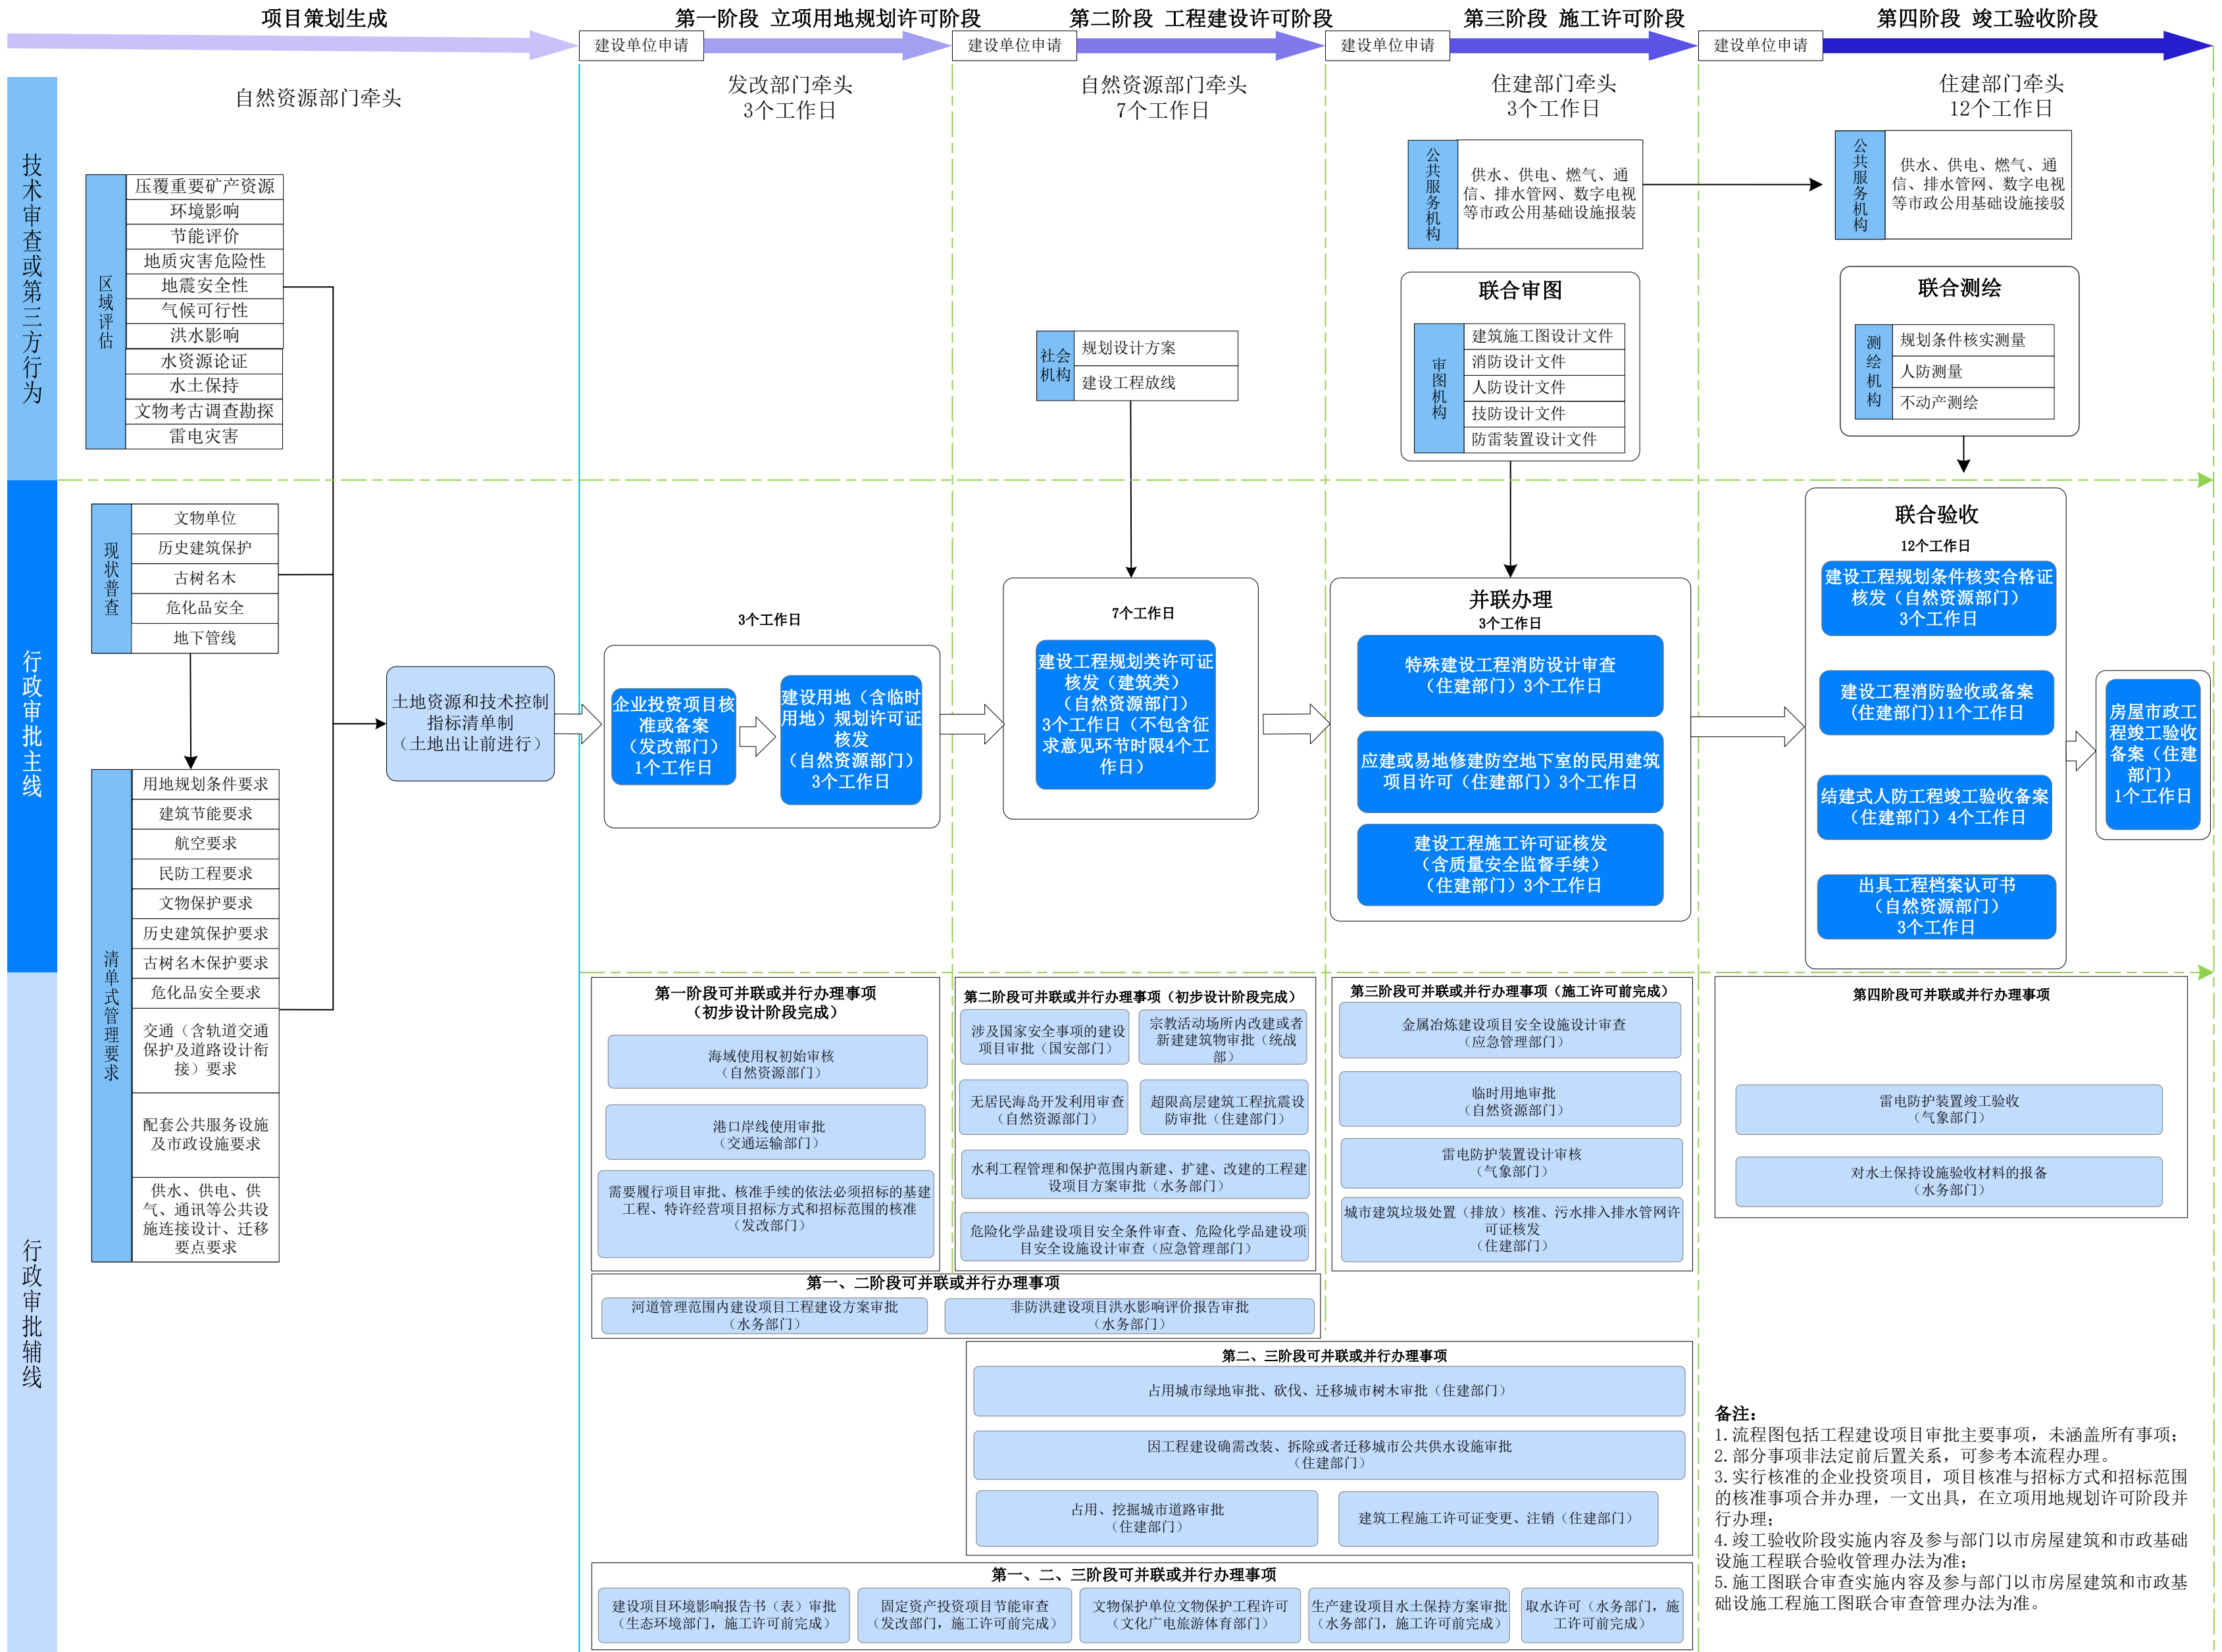 项目策划生成
第一阶段 立项用地规划许可阶段
第二阶段 工程建设许可阶段
第三阶段 施工许可阶段
第四阶段 竣工验收阶段
建设单位申请
建设单位申请
建设单位申请
建设单位申请
自然资源部门牵头
发改部门牵头
3个工作日
自然资源部门牵头
7个工作日
住建部门牵头
3个工作日
住建部门牵头
12个工作日
技术审查或第三方行为
区域评估
压覆重要矿产资源
环境影响
节能评价
地质灾害危险性
地震安全性
气候可行性
洪水影响
水资源论证
水土保持
文物考古调查勘探
雷电灾害
社会
机构
规划设计方案
建设工程放线
公共服务机构
供水、供电、燃气、通
信、排水管网、数字电视
等市政公用基础设施报装
联合审图
审图机构
建筑施工图设计文件
消防设计文件
人防设计文件
技防设计文件
防雷装置设计文件
公共服务机构
供水、供电、燃气、通
信、排水管网、数字电视
等市政公用基础设施接驳
联合测绘
测绘机构
规划条件核实测量
人防测量
不动产测绘
行政审批主线
现状普查
文物单位
历史建筑保护
古树名木
危化品安全
地下管线
清单式管理要求
用地规划条件要求
建筑节能要求
航空要求
民防工程要求
文物保护要求
历史建筑保护要求
古树名木保护要求
危化品安全要求
交通（含轨道交通
保护及道路设计衔
接）要求
配套公共服务设施
及市政设施要求
供水、供电、供
气、通讯等公共设
施连接设计、迁移
要点要求
土地资源和技术控制
指标清单制
（土地出让前进行）
3个工作日
企业投资项目核
准或备案
（发改部门）
1个工作日
建设用地（含临时
用地）规划许可证
核发
（自然资源部门）
3个工作日
7个工作日
建设工程规划类许可证
核发（建筑类）
（自然资源部门）
3个工作日（不包含征
求意见环节时限4个工
作日）
并联办理
3个工作日
特殊建设工程消防设计审查
（住建部门）3个工作日
应建或易地修建防空地下室的民用建筑
项目许可（住建部门）3个工作日
建设工程施工许可证核发
（含质量安全监督手续）
（住建部门）3个工作日
联合验收
12个工作日
建设工程规划条件核实合格证
核发（自然资源部门）
3个工作日
建设工程消防验收或备案
(住建部门)11个工作日
结建式人防工程竣工验收备案
（住建部门）4个工作日
出具工程档案认可书
（自然资源部门）
3个工作日
房屋市政工
程竣工验收
备案（住建
部门）
1个工作日
行政审批辅线
第一阶段可并联或并行办理事项
（初步设计阶段完成）
海域使用权初始审核
（自然资源部门）
港口岸线使用审批
（交通运输部门）
需要履行项目审批、核准手续的依法必须招标的基建
工程、特许经营项目招标方式和招标范围的核准
（发改部门）
第二阶段可并联或并行办理事项（初步设计阶段完成）
涉及国家安全事项的建设
项目审批（国安部门）
宗教活动场所内改建或者
新建建筑物审批（统战
部）
无居民海岛开发利用审查
（自然资源部门）
超限高层建筑工程抗震设
防审批（住建部门）
水利工程管理和保护范围内新建、扩建、改建的工程建
设项目方案审批（水务部门）
危险化学品建设项目安全条件审查、危险化学品建设项
目安全设施设计审查（应急管理部门）
第三阶段可并联或并行办理事项（施工许可前完成）
金属冶炼建设项目安全设施设计审查
（应急管理部门）
临时用地审批
（自然资源部门）
雷电防护装置设计审核
（气象部门）
城市建筑垃圾处置（排放）核准、污水排入排水管网许
可证核发
（住建部门）
第四阶段可并联或并行办理事项
雷电防护装置竣工验收
（气象部门）
对水土保持设施验收材料的报备
（水务部门）
第一、二阶段可并联或并行办理事项
河道管理范围内建设项目工程建设方案审批
（水务部门）
非防洪建设项目洪水影响评价报告审批
（水务部门）
第二、三阶段可并联或并行办理事项
占用城市绿地审批、砍伐、迁移城市树木审批（住建部门）
因工程建设确需改装、拆除或者迁移城市公共供水设施审批
（住建部门）
占用、挖掘城市道路审批
（住建部门）
建筑工程施工许可证变更、注销（住建部门）
第一、二、三阶段可并联或并行办理事项
建设项目环境影响报告书（表）审批
（生态环境部门，施工许可前完成）
固定资产投资项目节能审查
（发改部门，施工许可前完成）
文物保护单位文物保护工程许可
（文化广电旅游体育部门）
生产建设项目水土保持方案审批
（水务部门，施工许可前完成）
取水许可（水务部门，施
工许可前完成）
备注：
1.流程图包括工程建设项目审批主要事项，未涵盖所有事项；
2.部分事项非法定前后置关系，可参考本流程办理。
3.实行核准的企业投资项目，项目核准与招标方式和招标范围
的核准事项合并办理，一文出具，在立项用地规划许可阶段并
行办理；
4.竣工验收阶段实施内容及参与部门以市房屋建筑和市政基础
设施工程联合验收管理办法为准；
5.施工图联合审查实施内容及参与部门以市房屋建筑和市政基
础设施工程施工图联合审查管理办法为准。